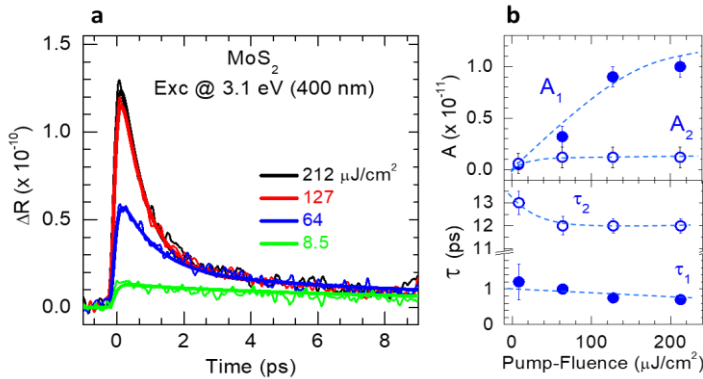 a
MoS₂
Exc @ 3.1 eV (400 nm)
212 μJ/cm²
127
64
8.5
ΔR (x 10⁻¹⁰)
1.5
1.0
0.5
0.0
0 2 4 6 8
Time (ps)
b
A (x 10⁻¹¹)
1.0
0.5
0.0
A₁
A₂
τ (ps)
13
12
11
1
0
τ₂
τ₁
0 100 200
Pump-Fluence (μJ/cm²)